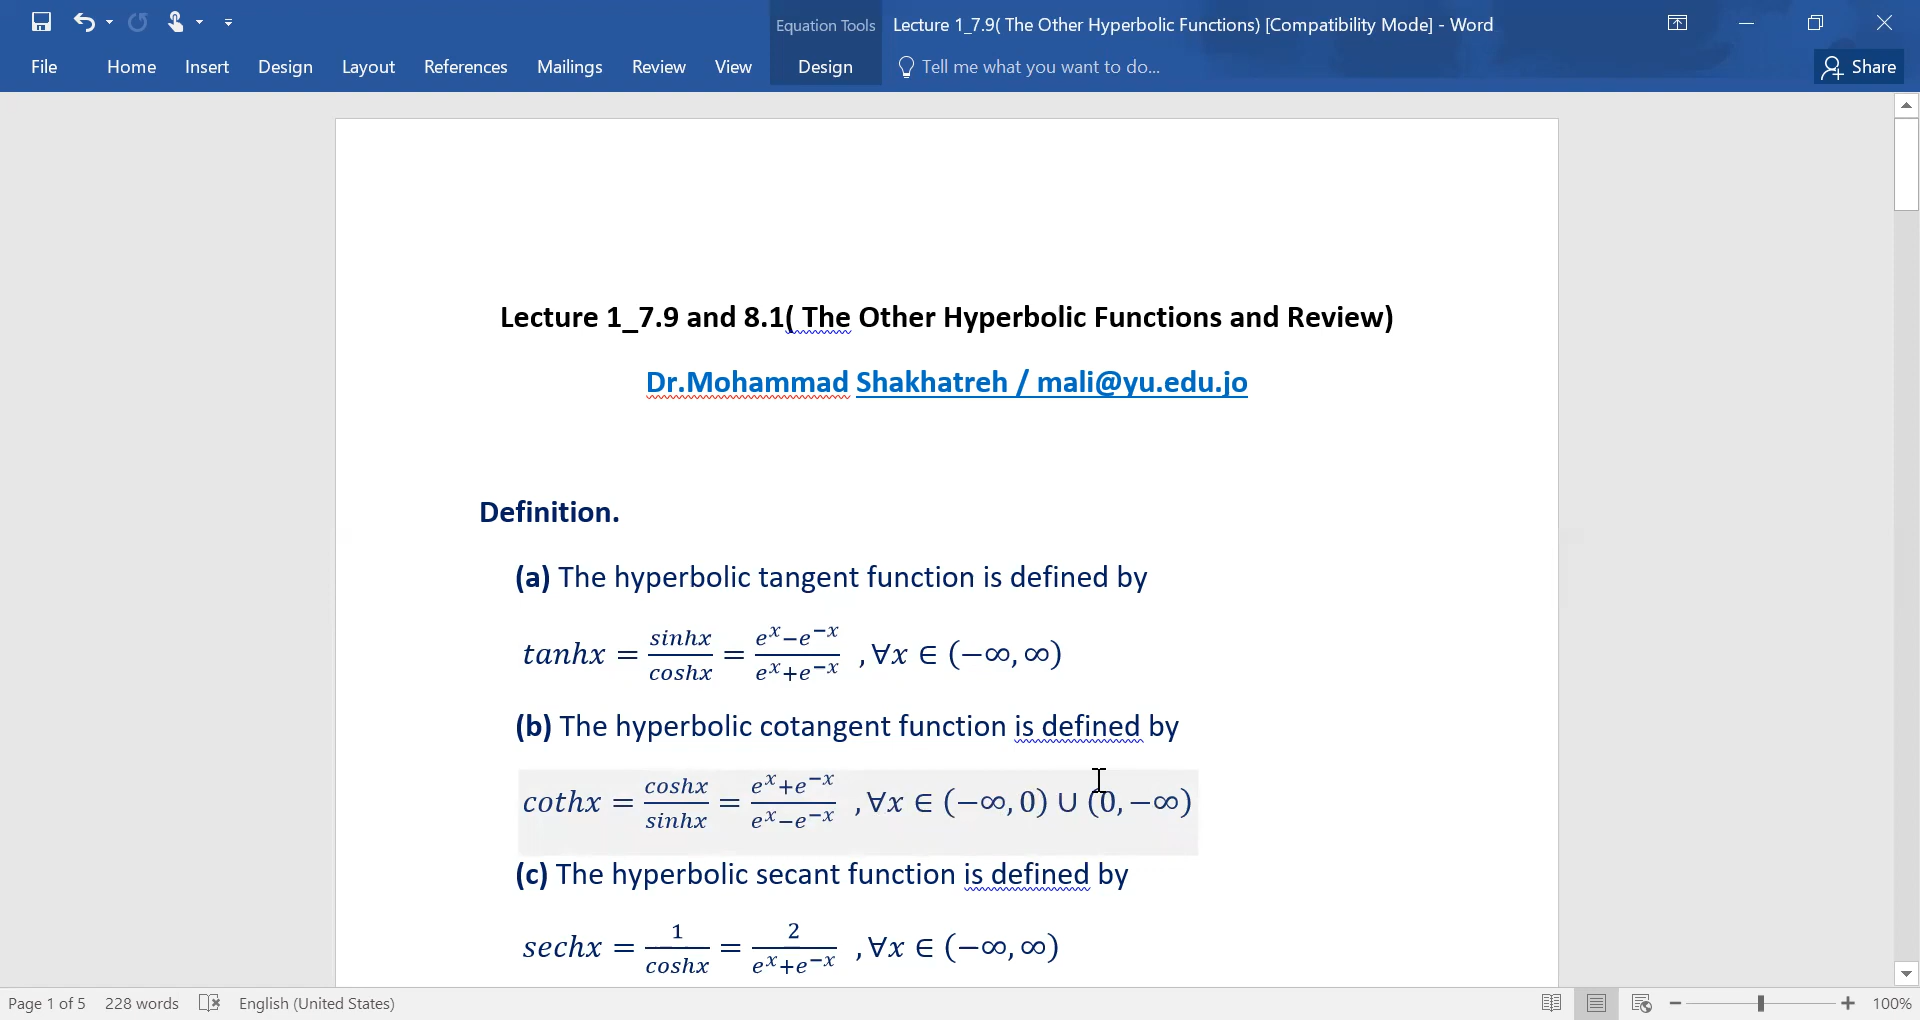 Equation Tools
Lecture 1_7.9( The Other Hyperbolic Functions) [Compatibility Mode] - Word
File Home Insert Design Layout References Mailings Review View Design Tell me what you want to do... Share
Lecture 1_7.9 and 8.1( The Other Hyperbolic Functions and Review)
Dr.Mohammad Shakhatreh / mali@yu.edu.jo
Definition.
(a) The hyperbolic tangent function is defined by
tanhx = sinhx/coshx = (e^x−e^−x)/(e^x+e^−x) , ∀x ∈ (−∞, ∞)
(b) The hyperbolic cotangent function is defined by
cothx = coshx/sinhx = (e^x+e^−x)/(e^x−e^−x) , ∀x ∈ (−∞, 0) ∪ (0, −∞)
(c) The hyperbolic secant function is defined by
sechx = 1/coshx = 2/(e^x+e^−x) , ∀x ∈ (−∞, ∞)
Page 1 of 5 228 words English (United States) 100%